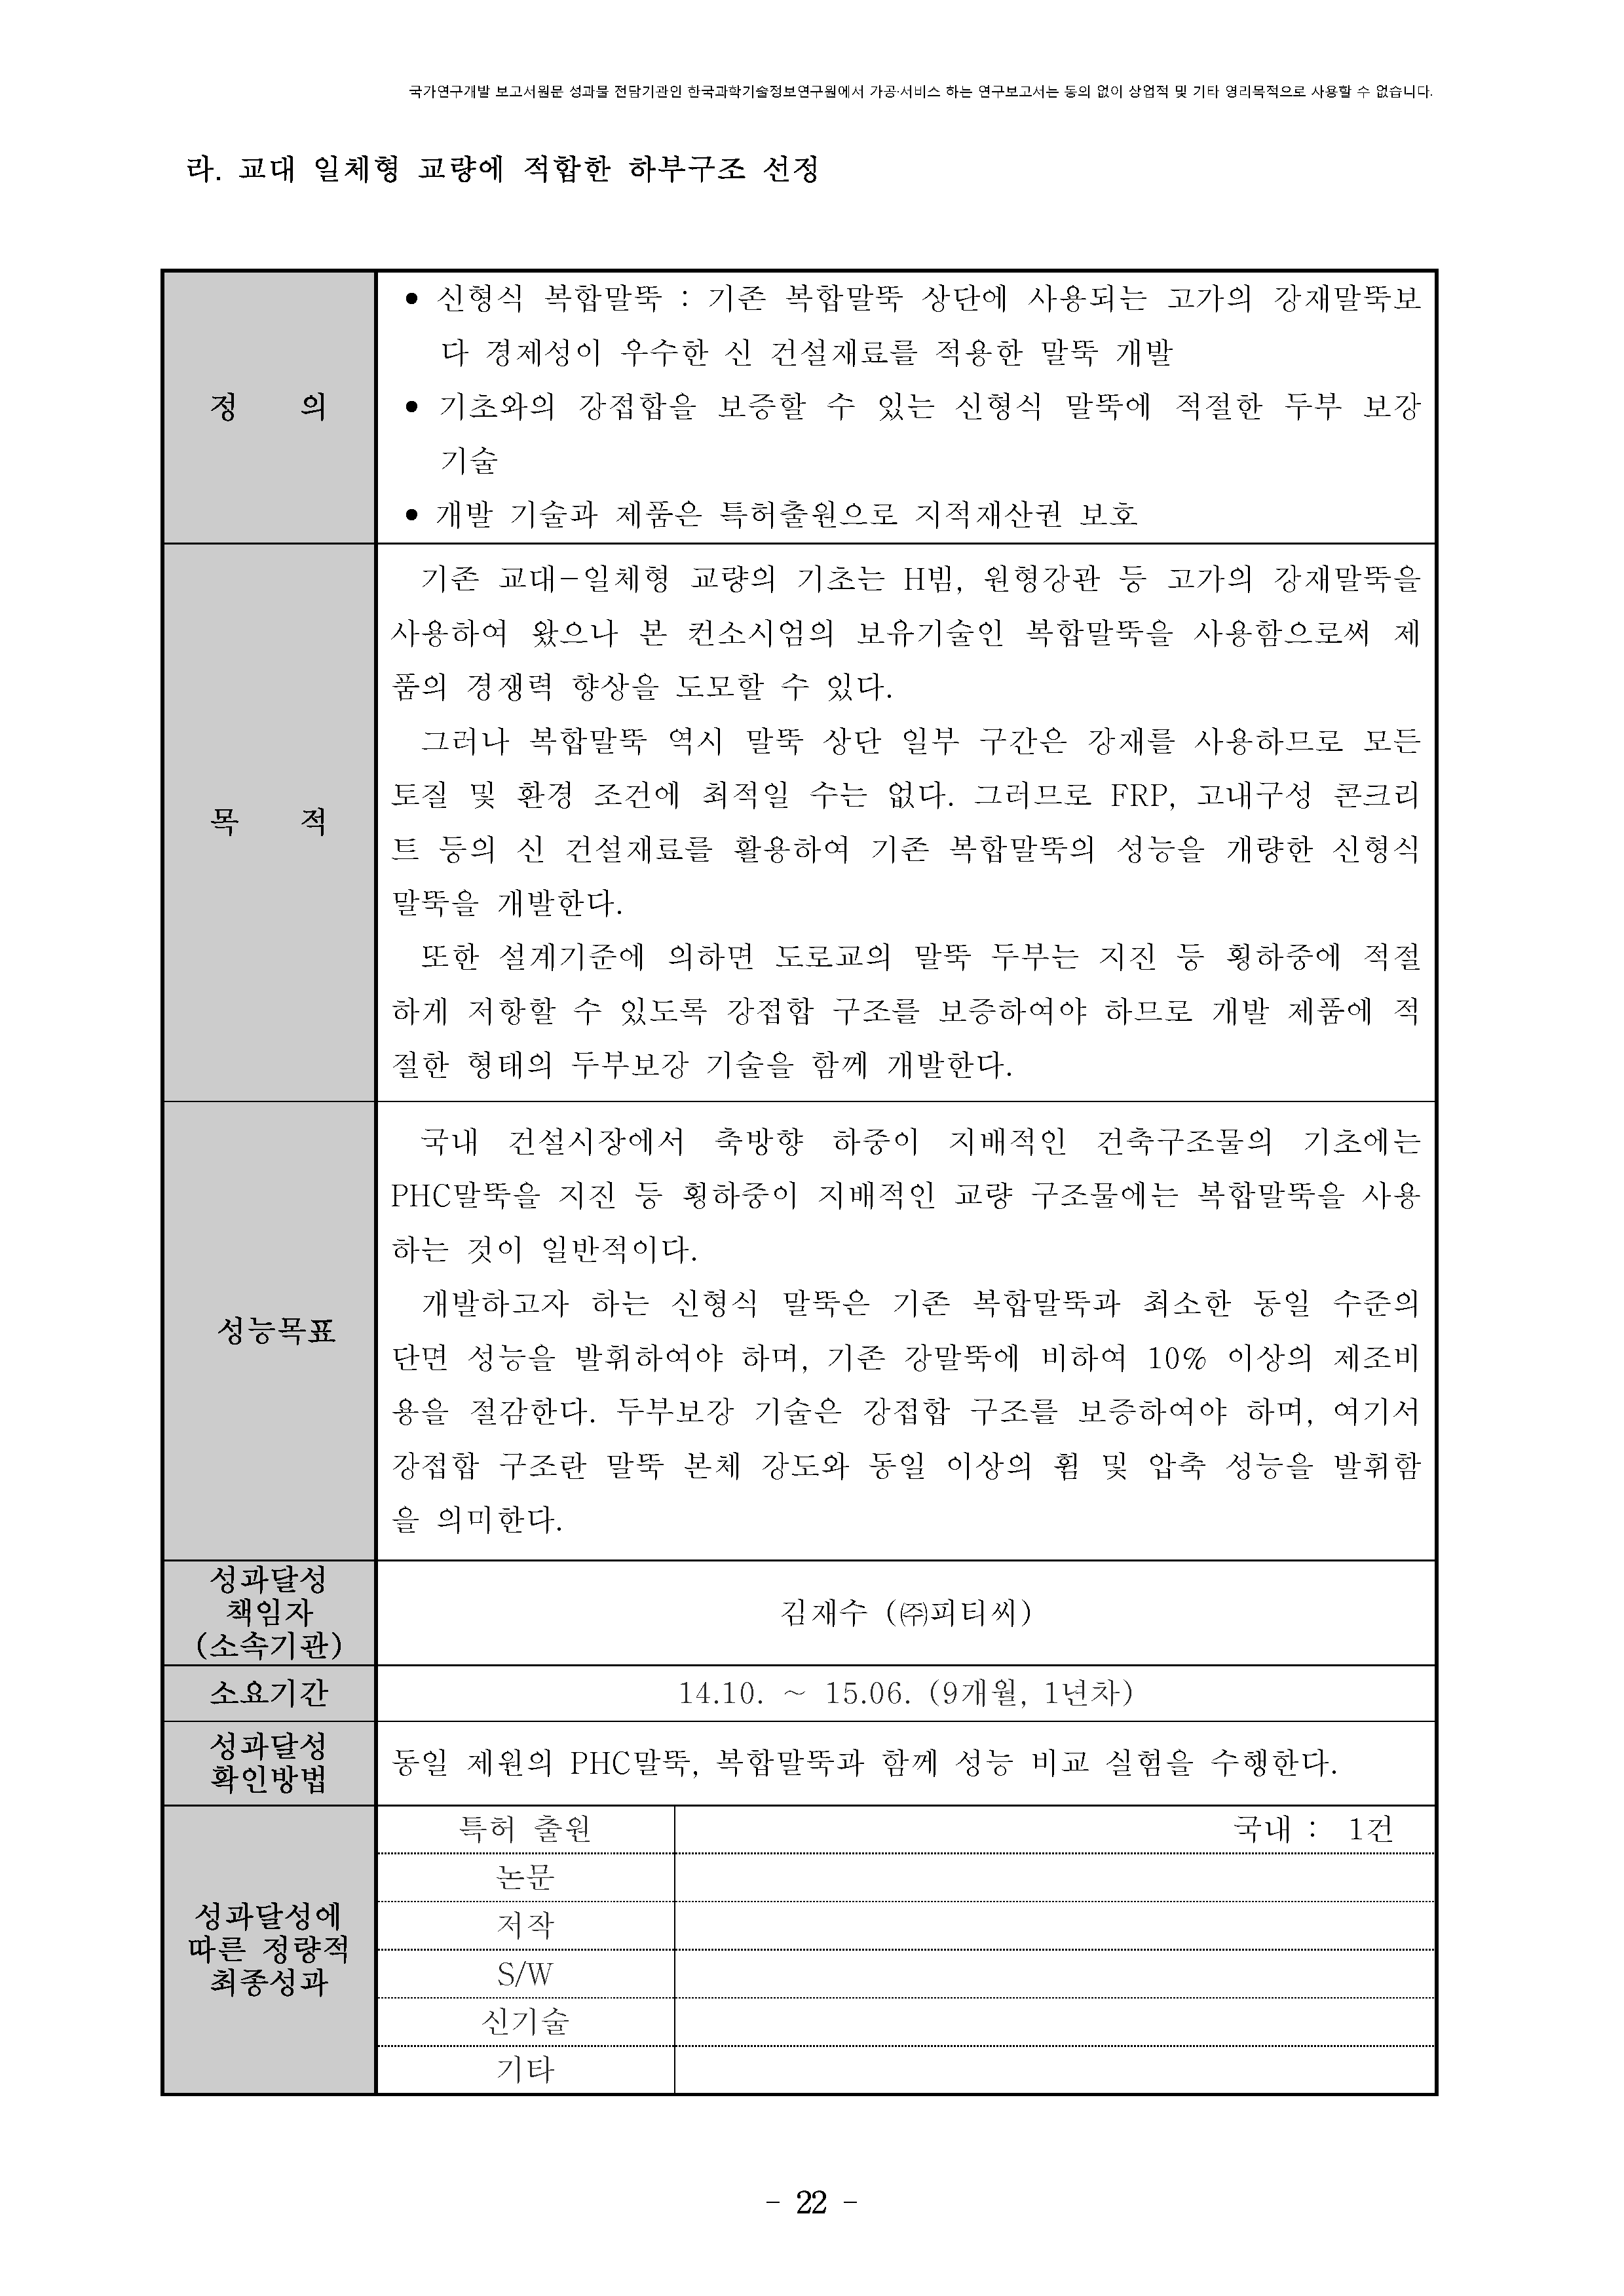 국가연구개발 보고서원문 성과물 전담기관인 한국과학기술정보연구원에서 가공·서비스 하는 연구보고서는 동의 없이 상업적 및 기타 영리목적으로 사용할 수 없습니다.
라. 교대 일체형 교량에 적합한 하부구조 선정
정 의
● 신형식 복합말뚝 : 기존 복합말뚝 상단에 사용되는 고가의 강재말뚝보
다 경제성이 우수한 신 건설재료를 적용한 말뚝 개발
● 기초와의 강접합을 보증할 수 있는 신형식 말뚝에 적절한 두부 보강
기술
● 개발 기술과 제품은 특허출원으로 지적재산권 보호
목 적
기존 교대-일체형 교량의 기초는 H빔, 원형강관 등 고가의 강재말뚝을
사용하여 왔으나 본 컨소시엄의 보유기술인 복합말뚝을 사용함으로써 제
품의 경쟁력 향상을 도모할 수 있다.
그러나 복합말뚝 역시 말뚝 상단 일부 구간은 강재를 사용하므로 모든
토질 및 환경 조건에 최적일 수는 없다. 그러므로 FRP, 고내구성 콘크리
트 등의 신 건설재료를 활용하여 기존 복합말뚝의 성능을 개량한 신형식
말뚝을 개발한다.
또한 설계기준에 의하면 도로교의 말뚝 두부는 지진 등 횡하중에 적절
하게 저항할 수 있도록 강접합 구조를 보증하여야 하므로 개발 제품에 적
절한 형태의 두부보강 기술을 함께 개발한다.
성능목표
국내 건설시장에서 축방향 하중이 지배적인 건축구조물의 기초에는
PHC말뚝을 지진 등 횡하중이 지배적인 교량 구조물에는 복합말뚝을 사용
하는 것이 일반적이다.
개발하고자 하는 신형식 말뚝은 기존 복합말뚝과 최소한 동일 수준의
단면 성능을 발휘하여야 하며, 기존 강말뚝에 비하여 10% 이상의 제조비
용을 절감한다. 두부보강 기술은 강접합 구조를 보증하여야 하며, 여기서
강접합 구조란 말뚝 본체 강도와 동일 이상의 휨 및 압축 성능을 발휘함
을 의미한다.
성과달성
책임자
(소속기관)
김재수 (㈜피티씨)
소요기간
14.10. ~ 15.06. (9개월, 1년차)
성과달성
확인방법
동일 제원의 PHC말뚝, 복합말뚝과 함께 성능 비교 실험을 수행한다.
성과달성에
따른 정량적
최종성과
특허 출원 국내 : 1건
논문
저작
S/W
신기술
기타
- 22 -